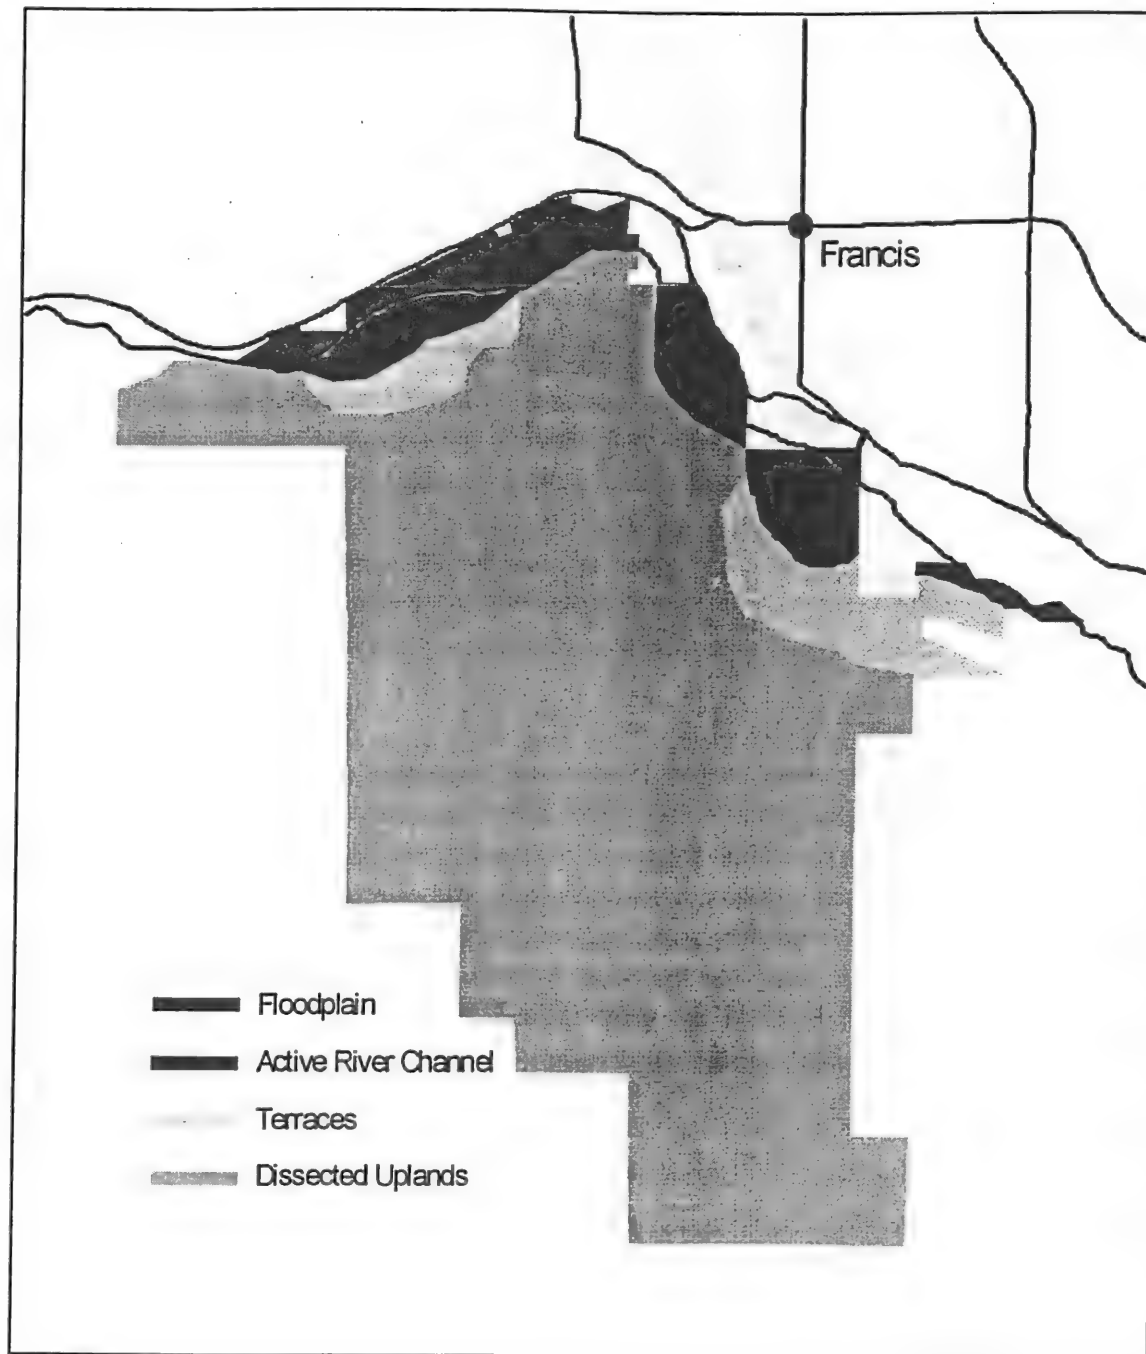 Francis
Floodplain
Active River Channel
Terraces
Dissected Uplands